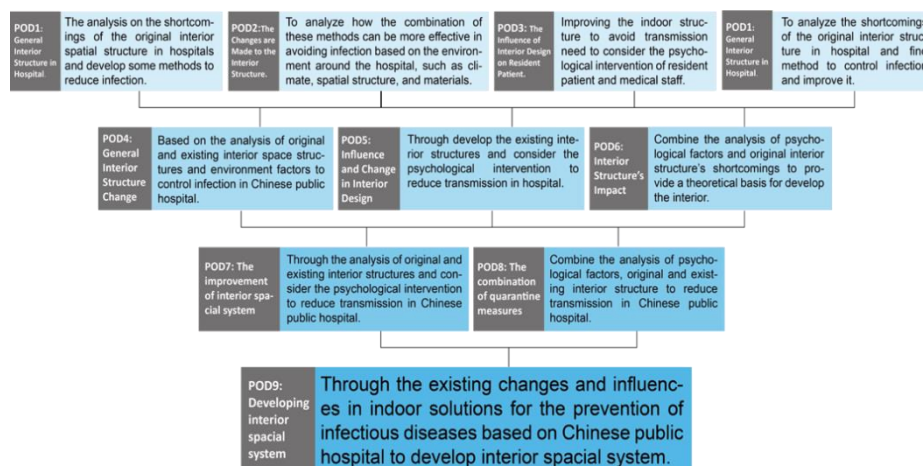 POD1:
General
Interior
Structure in
Hospital.
The analysis on the shortcom-
ings of the original interior
spatial structure in hospitals
and develop some methods to
reduce infection.
POD2:The
Changes are
Made to the
Interior
Structure.
To analyze how the combination
of these methods can be more effective in
avoiding infection based on the environ-
ment around the hospital, such as cli-
mate, spatial structure, and materials.
POD3: The
Influence of
Interior Design
on Resident
Patient.
Improving the indoor struc-
ture to avoid transmission
need to consider the psycho-
logical intervention of resident
patient and medical staff.
POD1:
General
Interior
Structure in
Hospital.
To analyze the shortcomings
of the original interior struc-
ture in hospital and fin
method to control infection
and improve it.
POD4:
General
Interior
Structure
Change
Based on the analysis of original
and existing interior space struc-
tures and environment factors to
control infection in Chinese public
hospital.
POD5:
Influence
and Change
in Interior
Design
Through develop the existing inte-
rior structures and consider the
psychological intervention to
reduce transmission in hospital.
POD6:
Interior
Structure's
Impact
Combine the analysis of psycho-
logical factors and original interior
structure's shortcomings to pro-
vide a theoretical basis for develop
the interior.
POD7: The
improvement
of interior spa-
cial system
Through the analysis of original and
existing interior structures and con-
sider the psychological intervention
to reduce transmission in Chinese
public hospital.
POD8: The
combination
of quarantine
measures
Combine the analysis of psycho-
logical factors, original and exist-
ing interior structure to reduce
transmission in Chinese public
hospital.
POD9:
Developing
interior
spacial
system
Through the existing changes and influenc-
es in indoor solutions for the prevention of
infectious diseases based on Chinese public
hospital to develop interior spacial system.